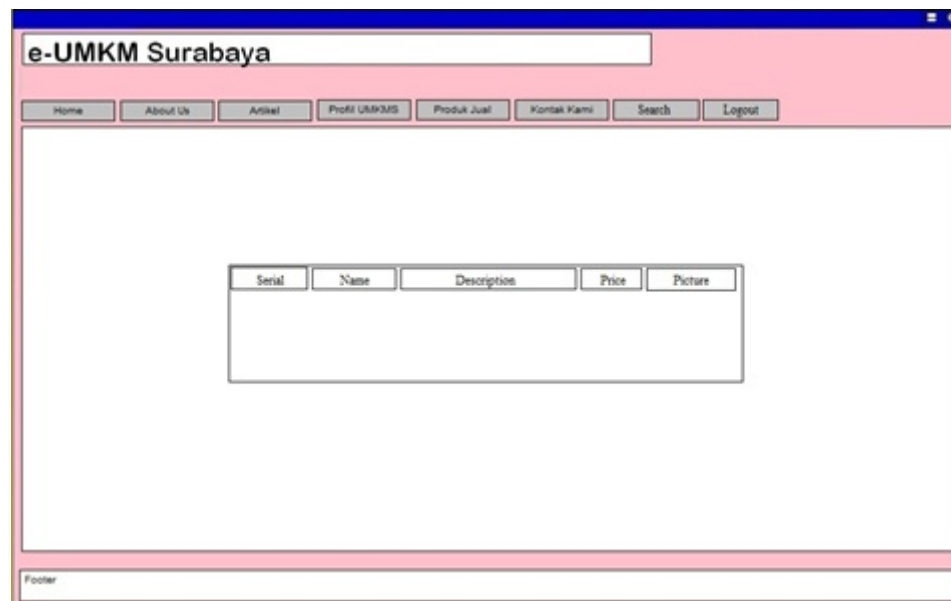 e-UMKM Surabaya
Home About Us Artikel Profil UMKMS Produk Jual Kontak Kami Search Logout
Serial Name Description Price Picture
Footer